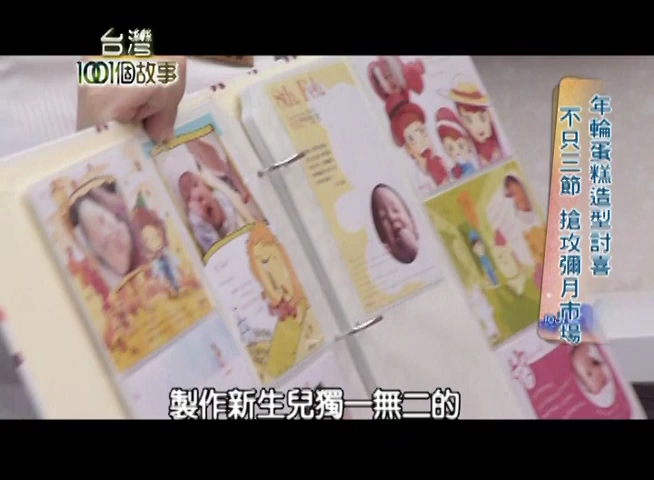 台灣
1001個故事
年輪蛋糕造型討喜
不只三節 搶攻彌月市場
製作新生兒獨一無二的